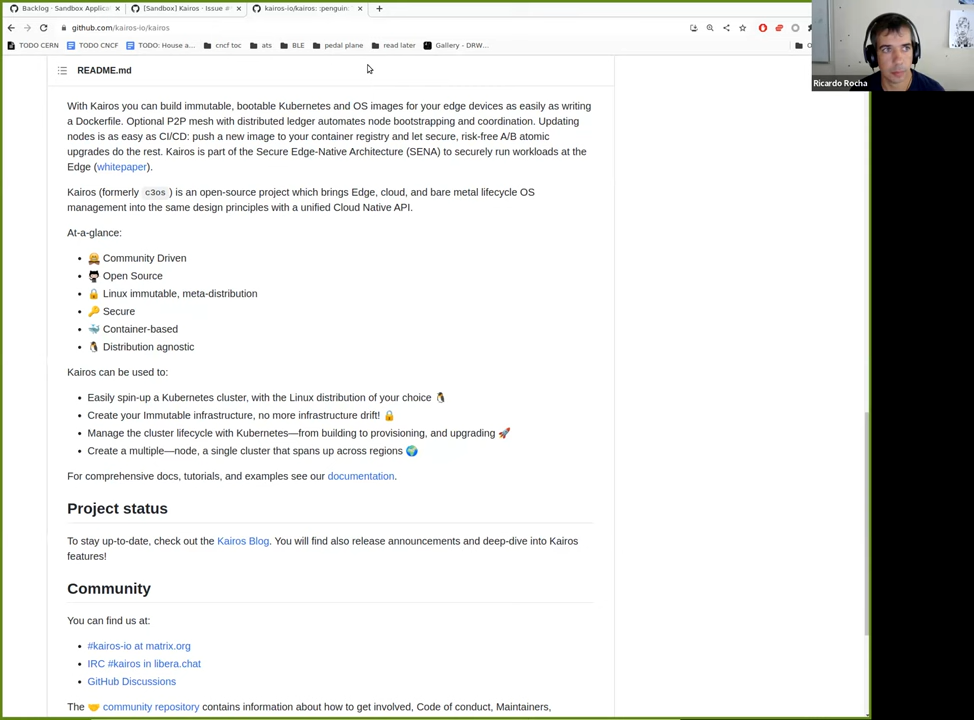 Backlog - Sandbox Applica
[Sandbox] Kairos · Issue #
kairos-io/kairos: :penguin:
github.com/kairos-io/kairos
TODO CERN
TODO CNCF
TODO: House a...
cncf toc
ats
BLE
pedal plane
read later
Gallery - DRW...
Ricardo Rocha
README.md
With Kairos you can build immutable, bootable Kubernetes and OS images for your edge devices as easily as writing
a Dockerfile. Optional P2P mesh with distributed ledger automates node bootstrapping and coordination. Updating
nodes is as easy as CI/CD: push a new image to your container registry and let secure, risk-free A/B atomic
upgrades do the rest. Kairos is part of the Secure Edge-Native Architecture (SENA) to securely run workloads at the
Edge (whitepaper).
Kairos (formerly c3os ) is an open-source project which brings Edge, cloud, and bare metal lifecycle OS
management into the same design principles with a unified Cloud Native API.
At-a-glance:
• Community Driven
• Open Source
• Linux immutable, meta-distribution
• Secure
• Container-based
• Distribution agnostic
Kairos can be used to:
• Easily spin-up a Kubernetes cluster, with the Linux distribution of your choice
• Create your Immutable infrastructure, no more infrastructure drift!
• Manage the cluster lifecycle with Kubernetes—from building to provisioning, and upgrading
• Create a multiple—node, a single cluster that spans up across regions
For comprehensive docs, tutorials, and examples see our documentation.
Project status
To stay up-to-date, check out the Kairos Blog. You will find also release announcements and deep-dive into Kairos
features!
Community
You can find us at:
• #kairos-io at matrix.org
• IRC #kairos in libera.chat
• GitHub Discussions
The community repository contains information about how to get involved, Code of conduct, Maintainers,